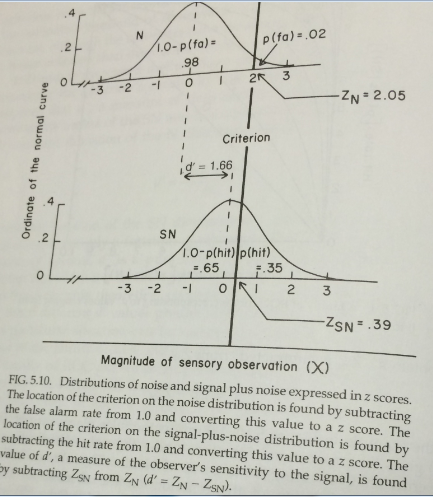 .4
.2
0
N
1.0-p(fa)=
.98
p(fa)=.02
-3 -2 -1 0 1 2 3
ZN = 2.05
Criterion
d' = 1.66
Ordinate of the normal curve
.4
.2
0
SN
1.0-p(hit) p(hit)
=.65 =.35
-3 -2 -1 0 1 2 3
ZSN = .39
Magnitude of sensory observation (X)
FIG. 5.10. Distributions of noise and signal plus noise expressed in z scores.
The location of the criterion on the noise distribution is found by subtracting
the false alarm rate from 1.0 and converting this value to a z score. The
location of the criterion on the signal-plus-noise distribution is found by
subtracting the hit rate from 1.0 and converting this value to a z score. The
value of d', a measure of the observer's sensitivity to the signal, is found
by subtracting ZSN from ZN (d' = ZN − ZSN).